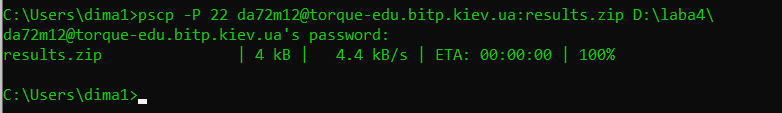 C:\Users\dima1>pscp -P 22 da72m12@torque-edu.bitp.kiev.ua:results.zip D:\laba4\
da72m12@torque-edu.bitp.kiev.ua's password:
results.zip               | 4 kB |   4.4 kB/s | ETA: 00:00:00 | 100%
C:\Users\dima1>